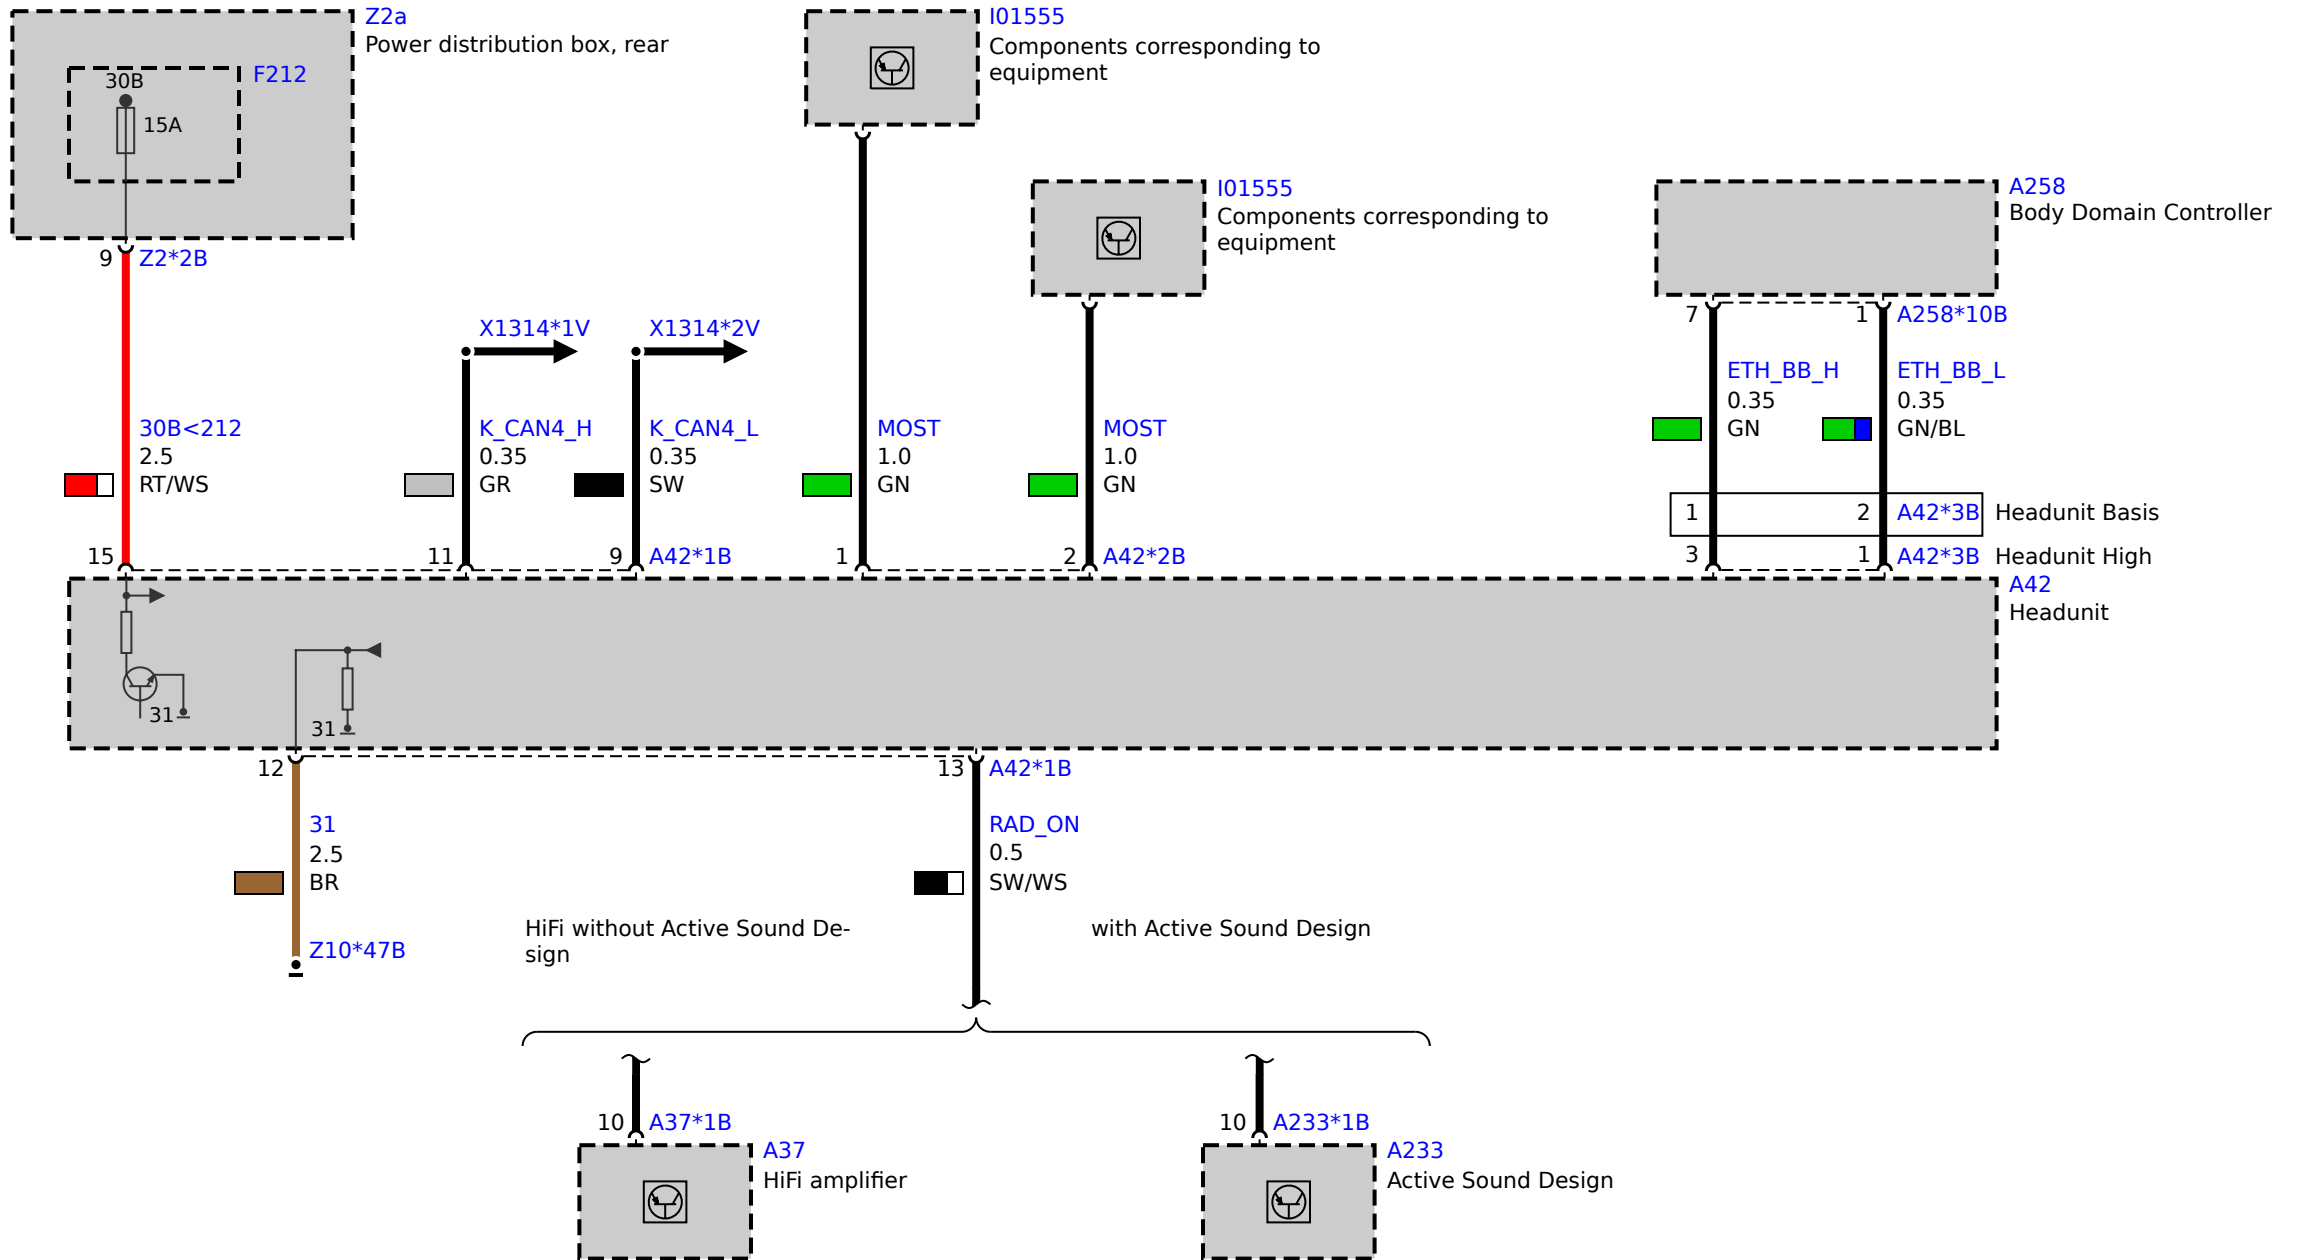 Z2a
Power distribution box, rear
F212
30B
15A
9 Z2*2B
I01555
Components corresponding to
equipment
I01555
Components corresponding to
equipment
A258
Body Domain Controller
7 1 A258*10B
X1314*1V
X1314*2V
30B<212
2.5
RT/WS
K_CAN4_H
0.35
GR
K_CAN4_L
0.35
SW
MOST
1.0
GN
MOST
1.0
GN
ETH_BB_H
0.35
GN
ETH_BB_L
0.35
GN/BL
1 2 A42*3B Headunit Basis
15 11 9 A42*1B 1 2 A42*2B 3 1 A42*3B Headunit High
A42
Headunit
31
31
12 13 A42*1B
31
2.5
BR
Z10*47B
RAD_ON
0.5
SW/WS
HiFi without Active Sound De-
sign
with Active Sound Design
10 A37*1B
A37
HiFi amplifier
10 A233*1B
A233
Active Sound Design